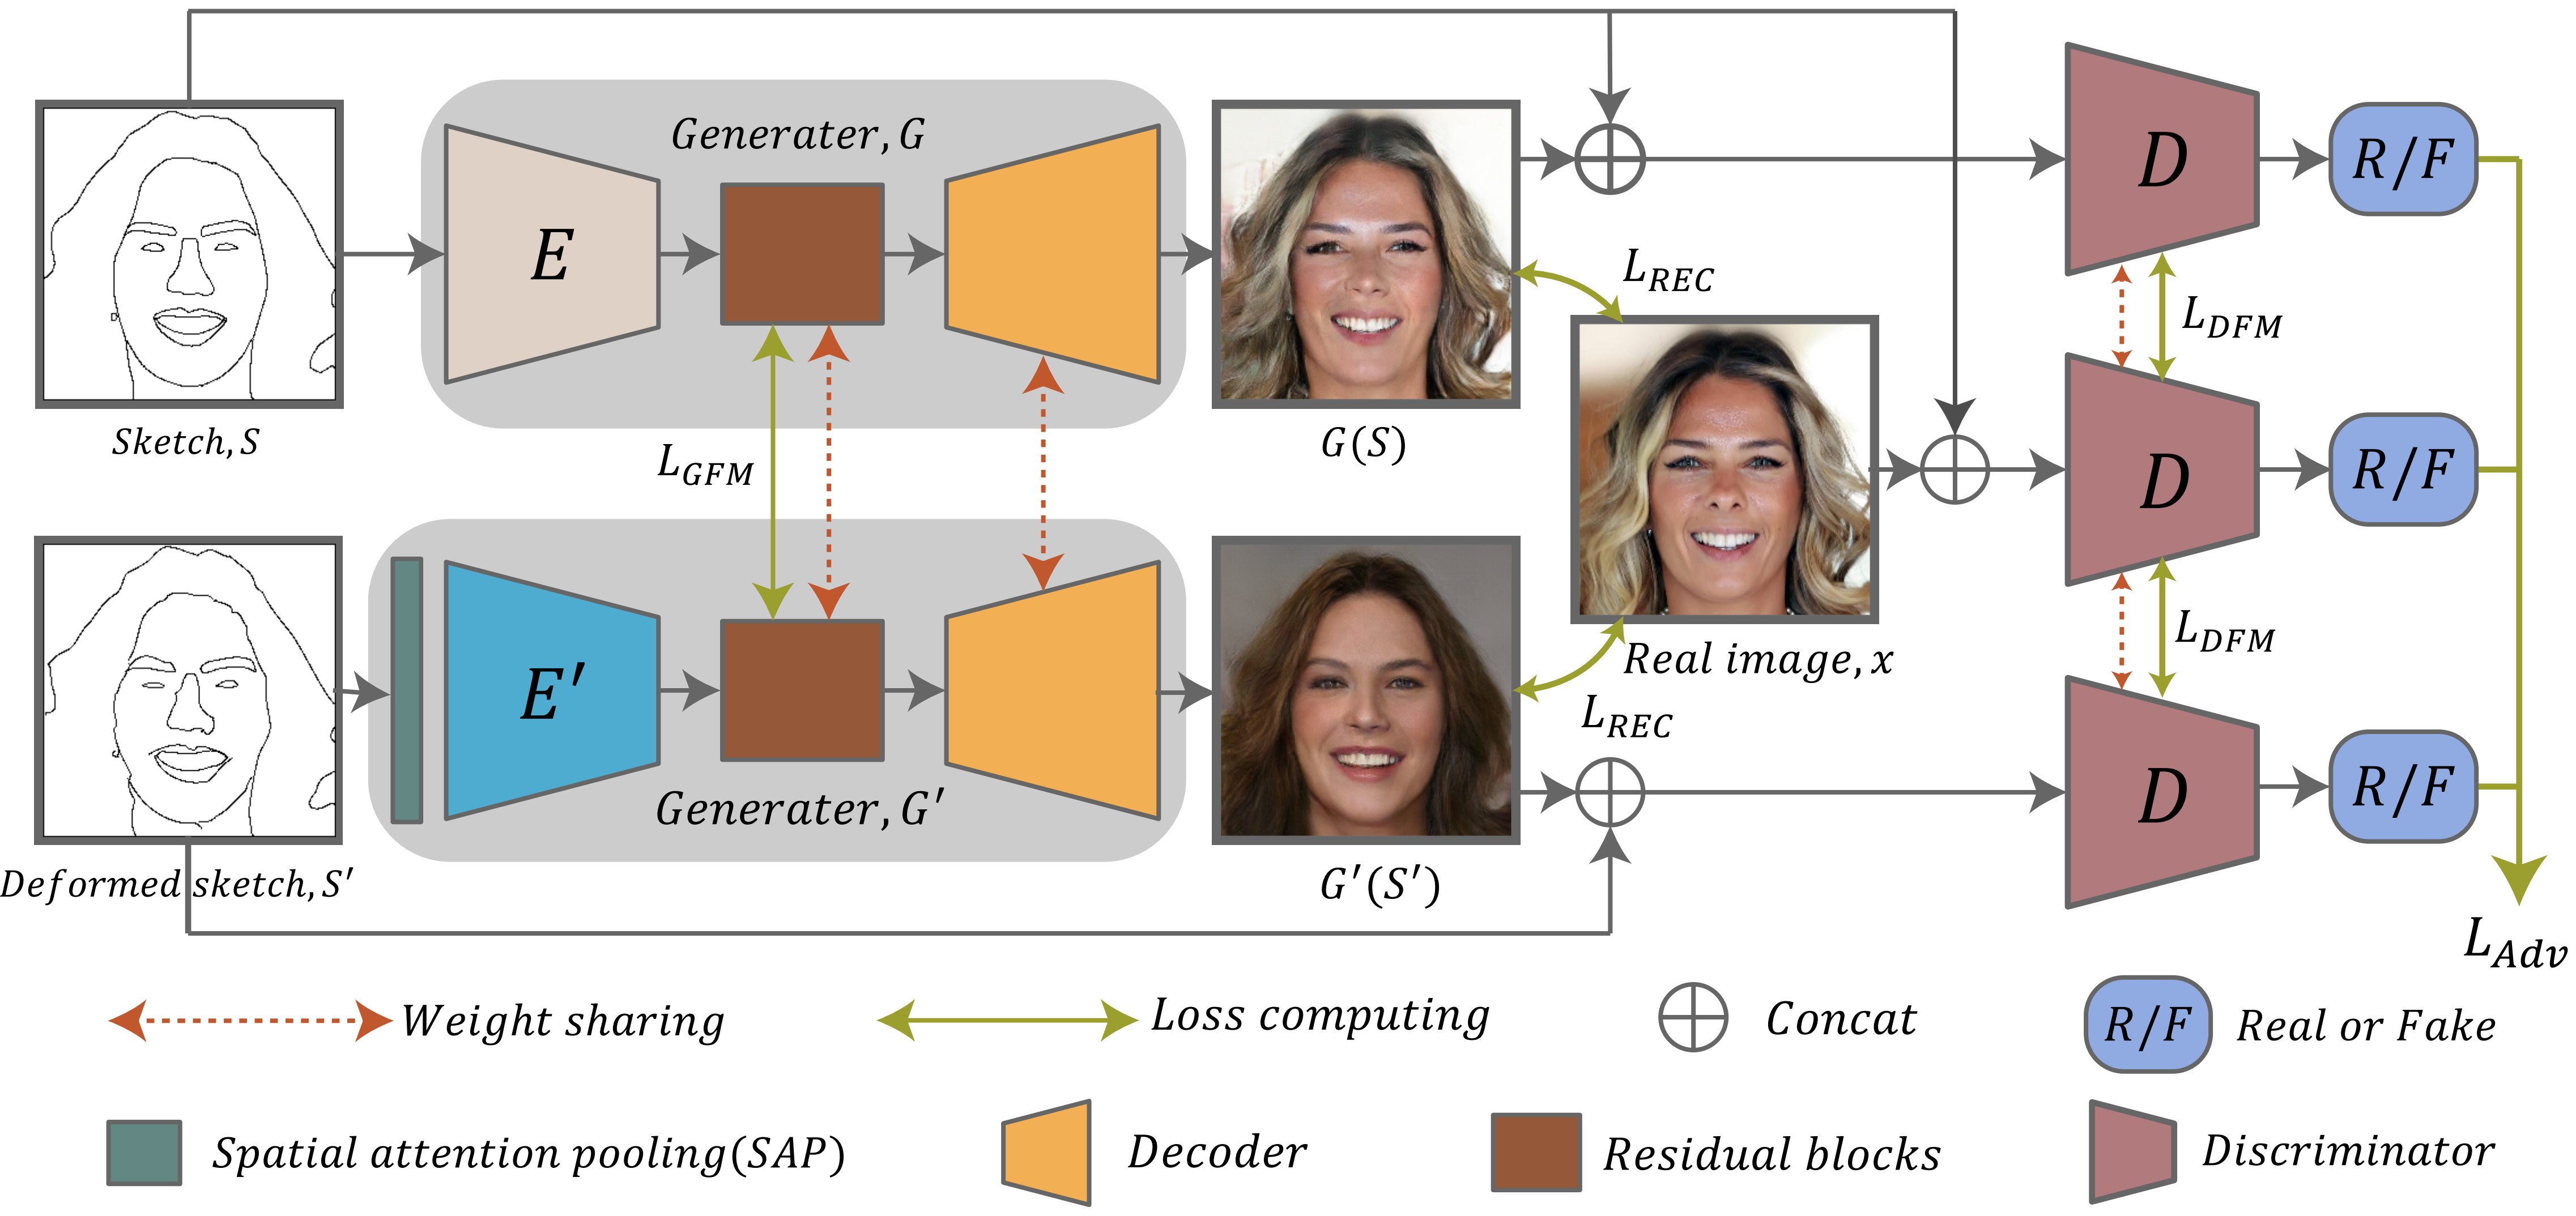 Generater, G
D
R/F
E
L_REC
L_DFM
Sketch, S
G(S)
L_GFM
D
R/F
E′
Real image, x
L_DFM
L_REC
Generater, G′
D
R/F
Deformed sketch, S′
G′(S′)
L_Adv
Weight sharing
Loss computing
Concat
R/F
Real or Fake
Spatial attention pooling(SAP)
Decoder
Residual blocks
Discriminator